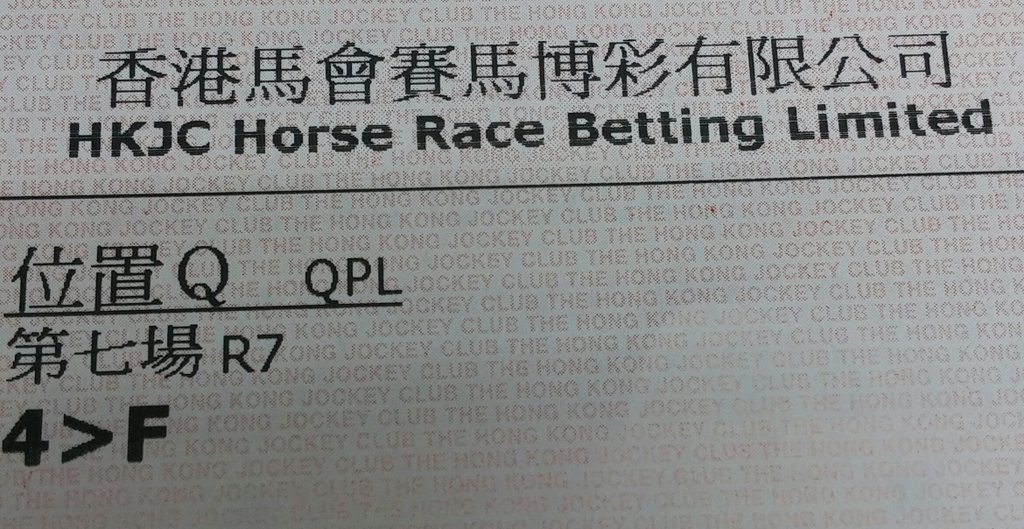 香港馬會賽馬博彩有限公司
HKJC Horse Race Betting Limited
位置Q QPL
第七場 R7
4>F